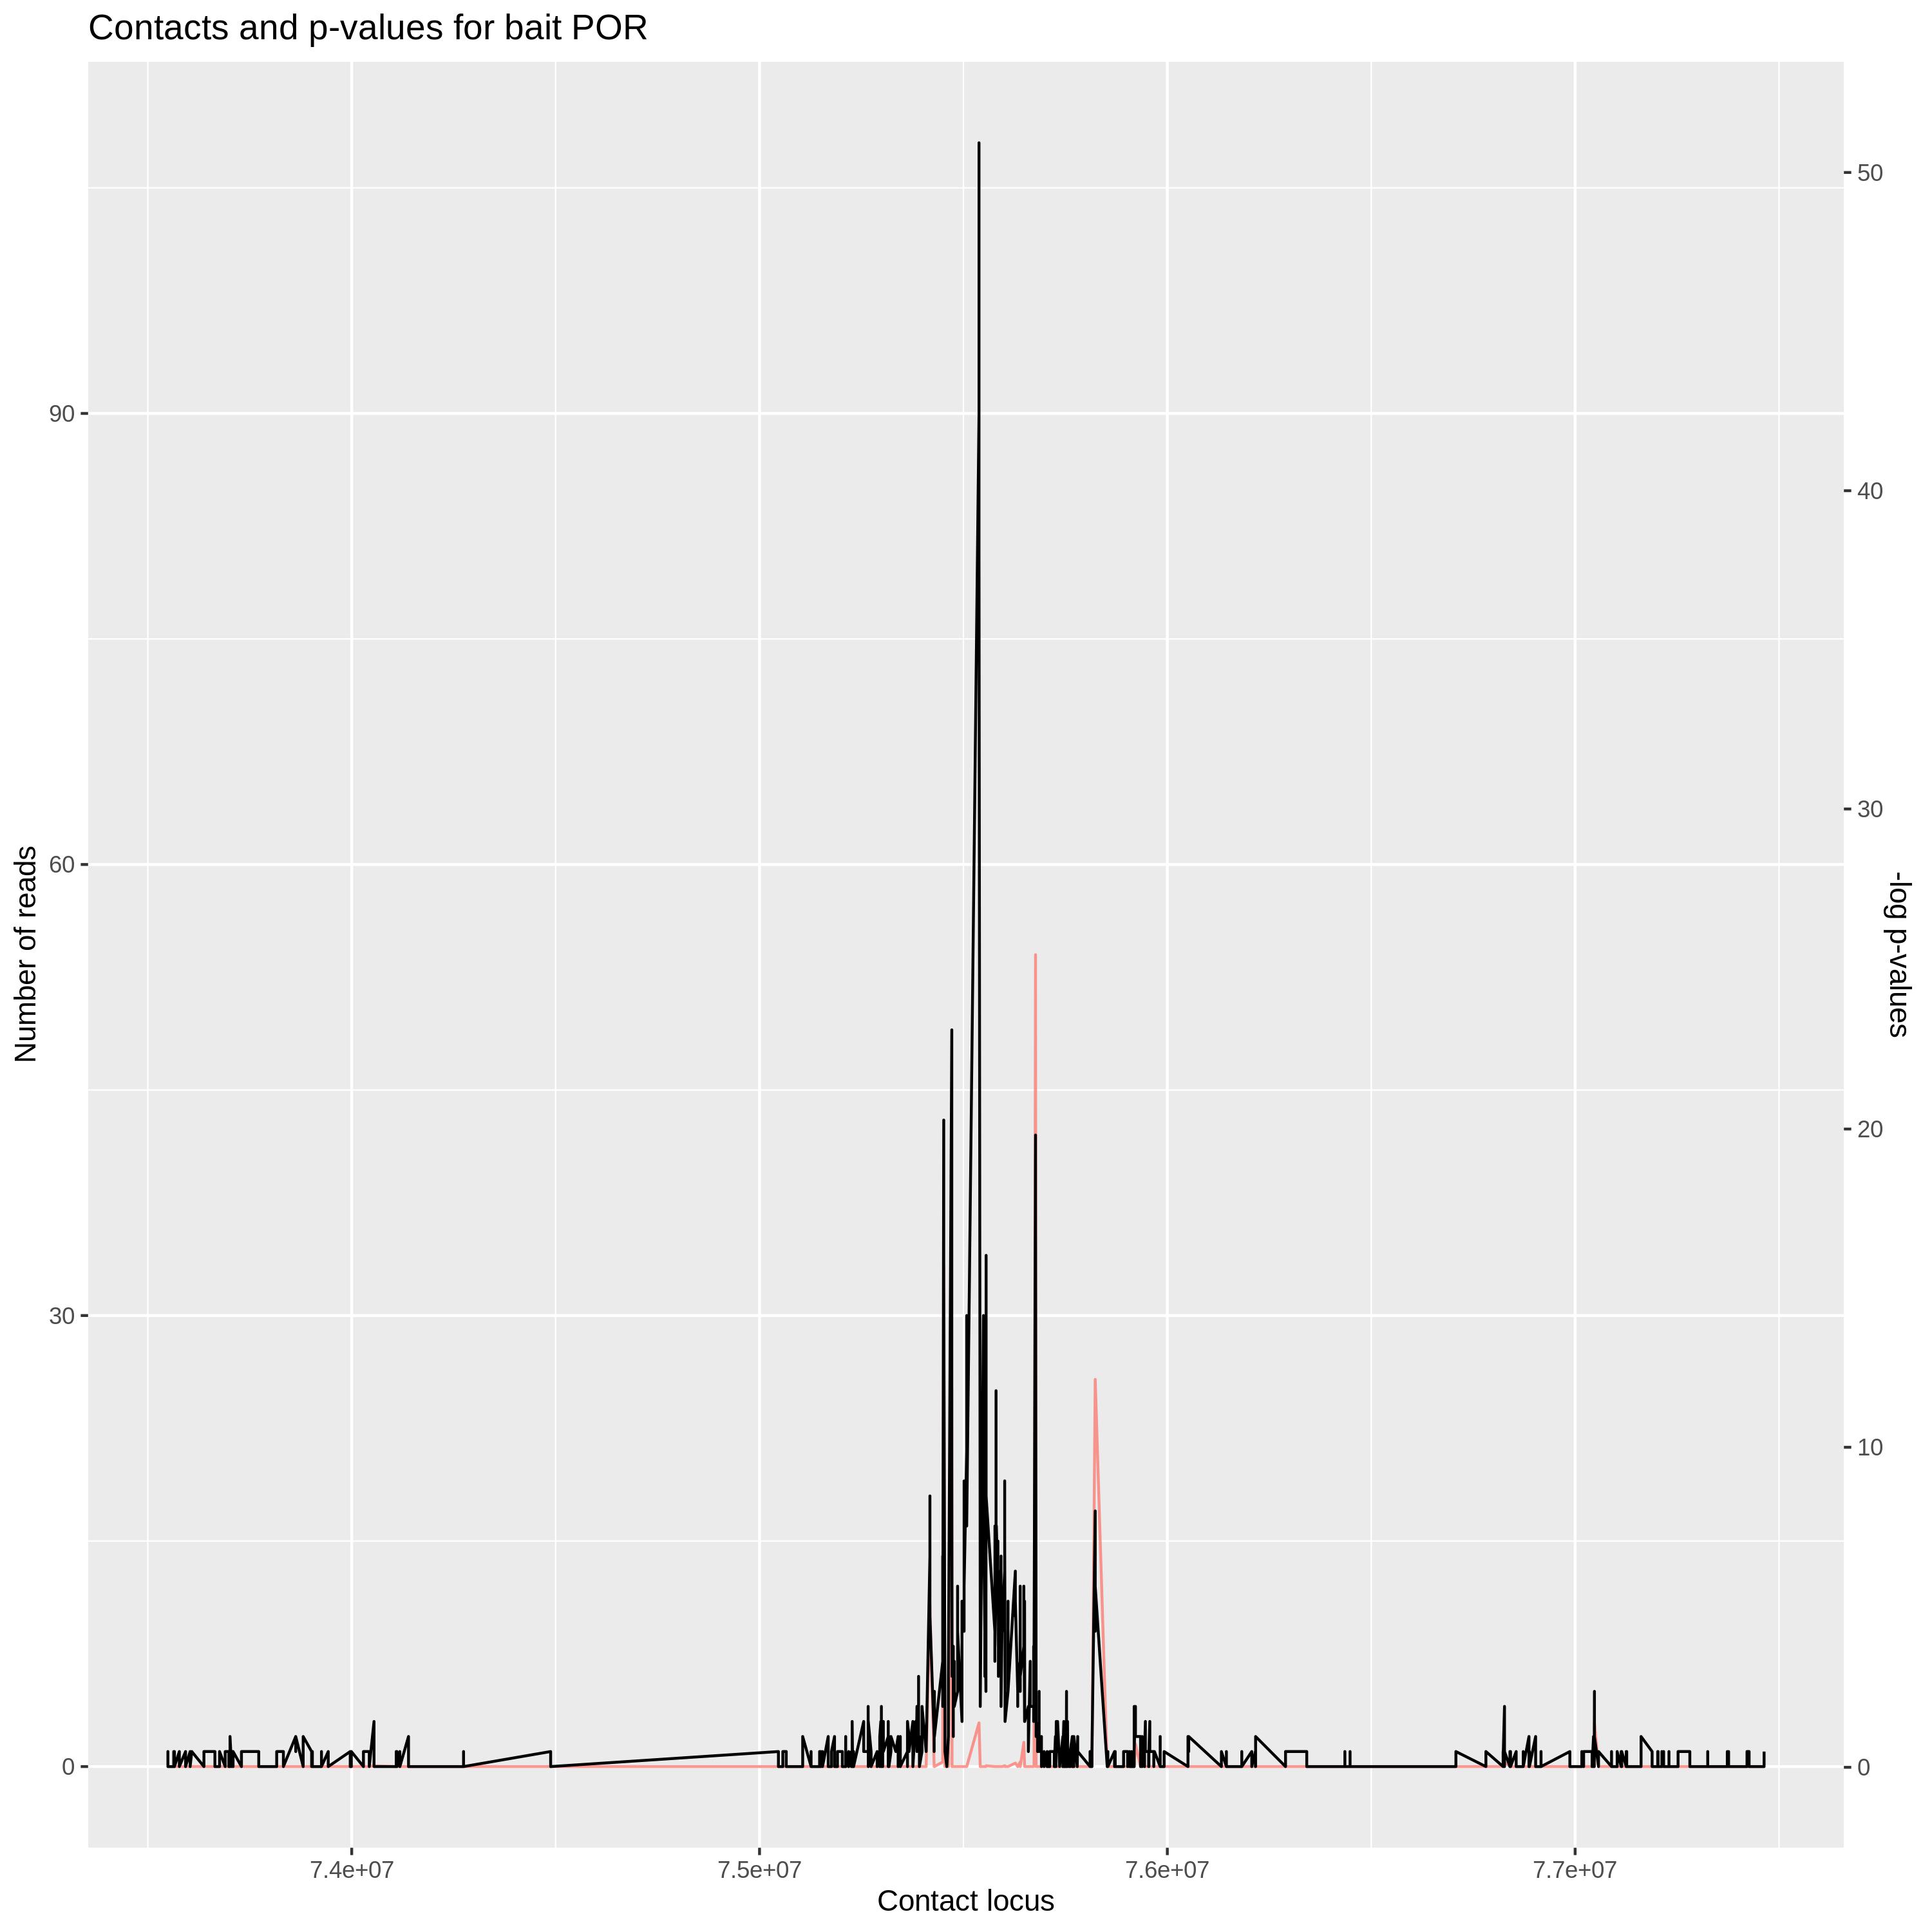 Contacts and p-values for bait POR
Number of reads
90
60
30
0
50
40
30
20
10
0
-log p-values
7.4e+07
7.5e+07
7.6e+07
7.7e+07
Contact locus